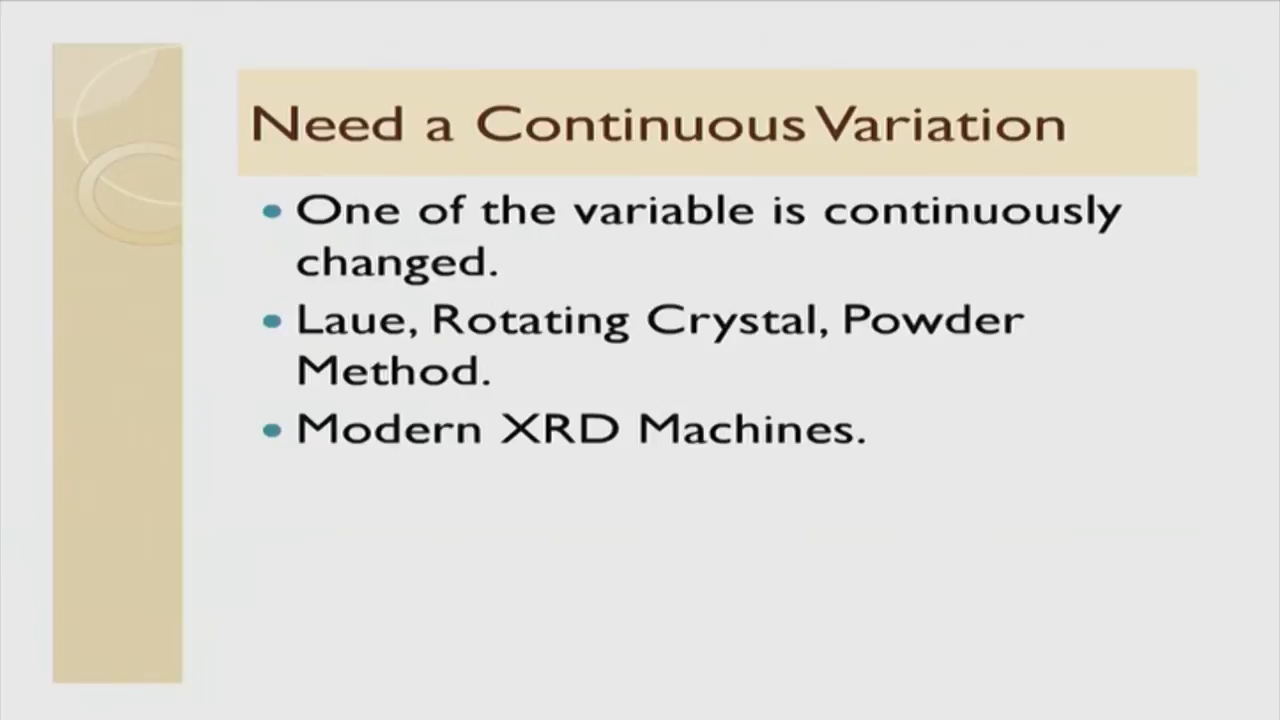 Need a Continuous Variation
• One of the variable is continuously
changed.
• Laue, Rotating Crystal, Powder
Method.
• Modern XRD Machines.